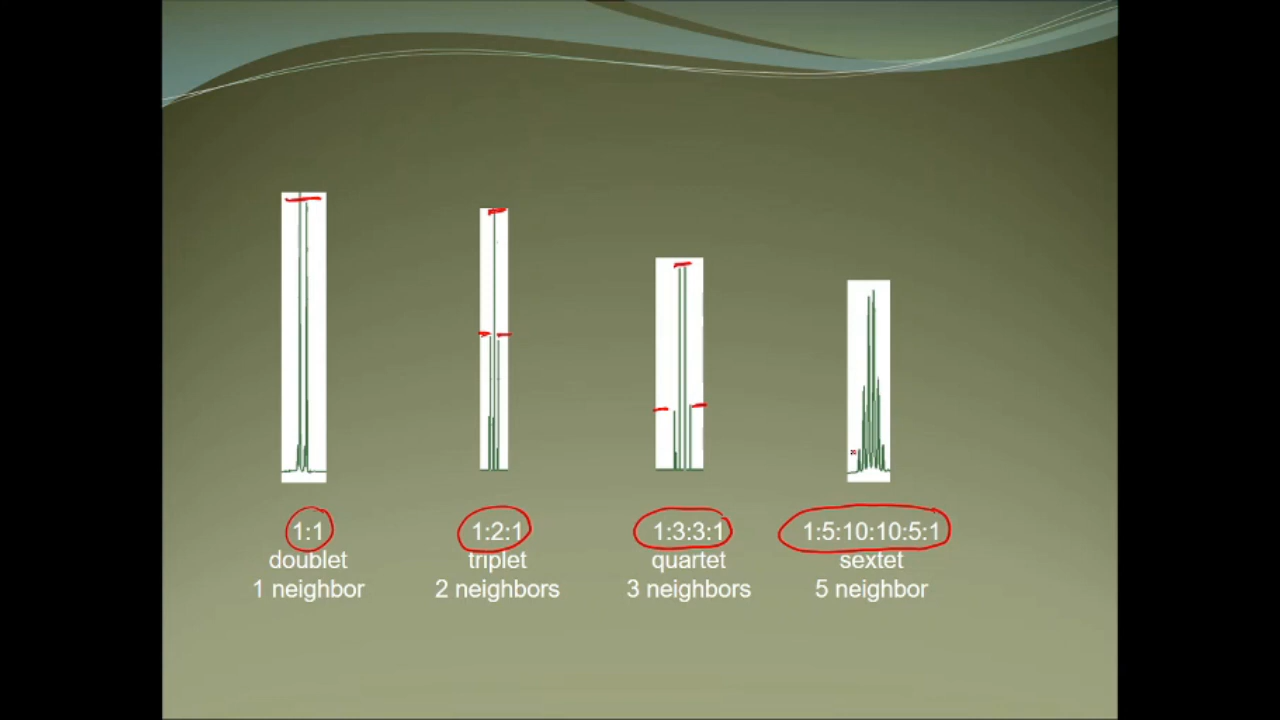 1:1
doublet
1 neighbor
1:2:1
triplet
2 neighbors
1:3:3:1
quartet
3 neighbors
1:5:10:10:5:1
sextet
5 neighbor